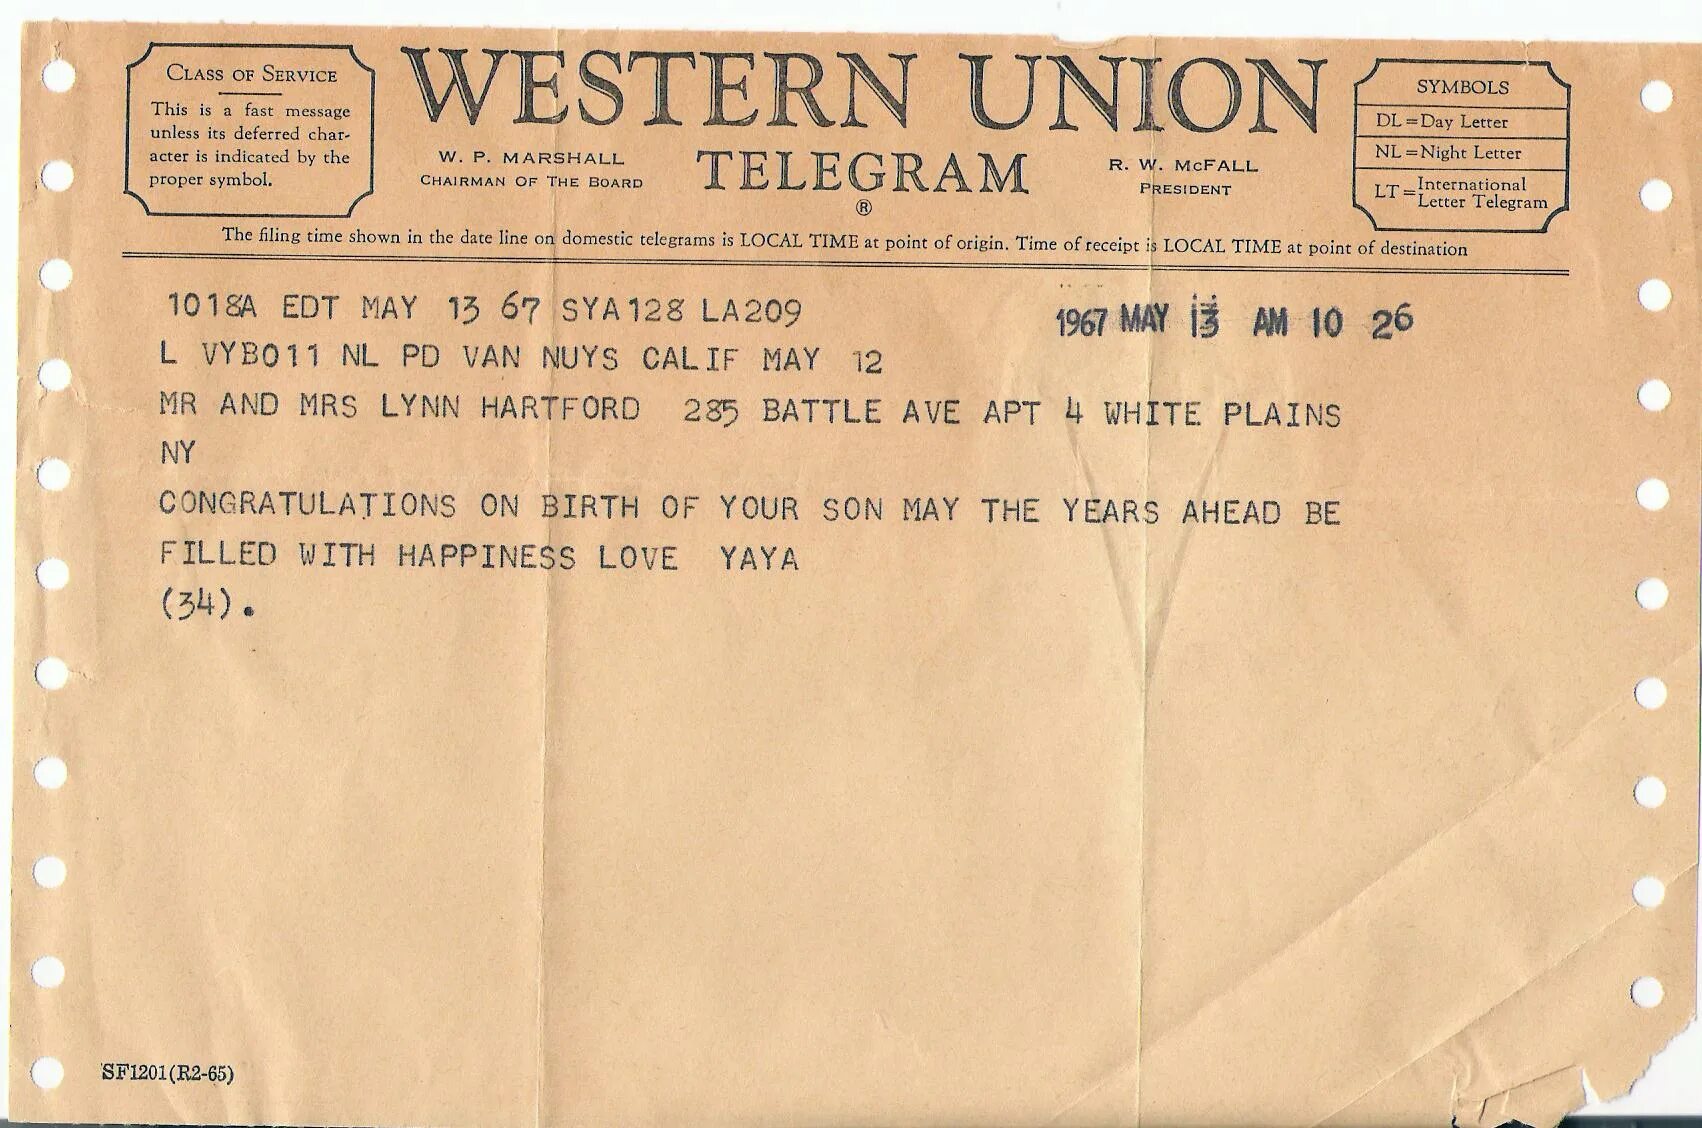 CLASS OF SERVICE
This is a fast message
unless its deferred char-
acter is indicated by the
proper symbol.
WESTERN UNION
TELEGRAM
®
W. P. MARSHALL
CHAIRMAN OF THE BOARD
R. W. McFALL
PRESIDENT
SYMBOLS
DL=Day Letter
NL=Night Letter
LT=International Letter Telegram
The filing time shown in the date line on domestic telegrams is LOCAL TIME at point of origin. Time of receipt is LOCAL TIME at point of destination
1018A EDT MAY 13 67 SYA128 LA209
1967 MAY 13 AM 10 26
L VYB011 NL PD VAN NUYS CALIF MAY 12
MR AND MRS LYNN HARTFORD 285 BATTLE AVE APT 4 WHITE PLAINS
NY
CONGRATULATIONS ON BIRTH OF YOUR SON MAY THE YEARS AHEAD BE
FILLED WITH HAPPINESS LOVE YAYA
(34).
SF1201(R2-65)